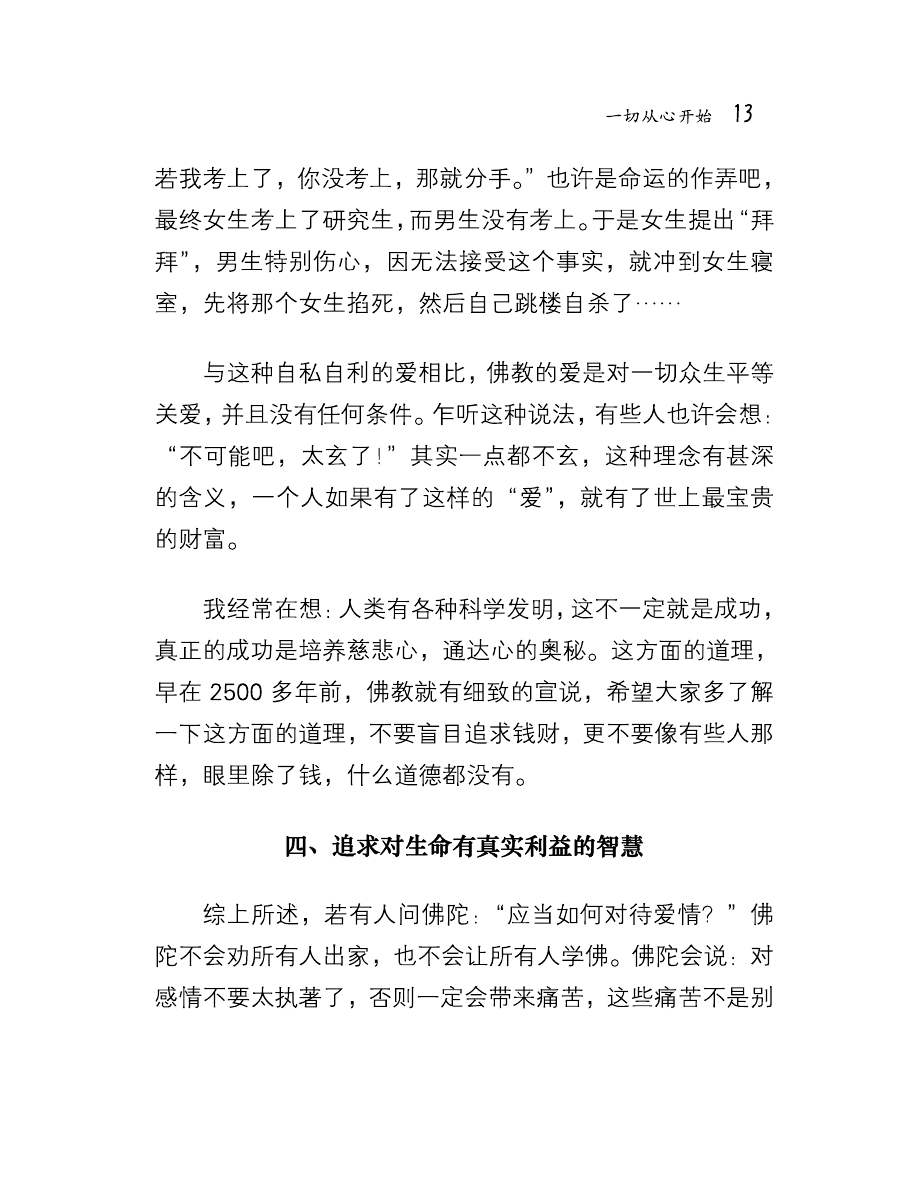 一切从心开始 13
若我考上了，你没考上，那就分手。”也许是命运的作弄吧，
最终女生考上了研究生，而男生没有考上。于是女生提出“拜
拜”，男生特别伤心，因无法接受这个事实，就冲到女生寝
室，先将那个女生掐死，然后自己跳楼自杀了……
与这种自私自利的爱相比，佛教的爱是对一切众生平等
关爱，并且没有任何条件。乍听这种说法，有些人也许会想：
“不可能吧，太玄了！”其实一点都不玄，这种理念有甚深
的含义，一个人如果有了这样的“爱”，就有了世上最宝贵
的财富。
我经常在想：人类有各种科学发明，这不一定就是成功，
真正的成功是培养慈悲心，通达心的奥秘。这方面的道理，
早在 2500 多年前，佛教就有细致的宣说，希望大家多了解
一下这方面的道理，不要盲目追求钱财，更不要像有些人那
样，眼里除了钱，什么道德都没有。
四、追求对生命有真实利益的智慧
综上所述，若有人问佛陀：“应当如何对待爱情？”佛
陀不会劝所有人出家，也不会让所有人学佛。佛陀会说：对
感情不要太执著了，否则一定会带来痛苦，这些痛苦不是别